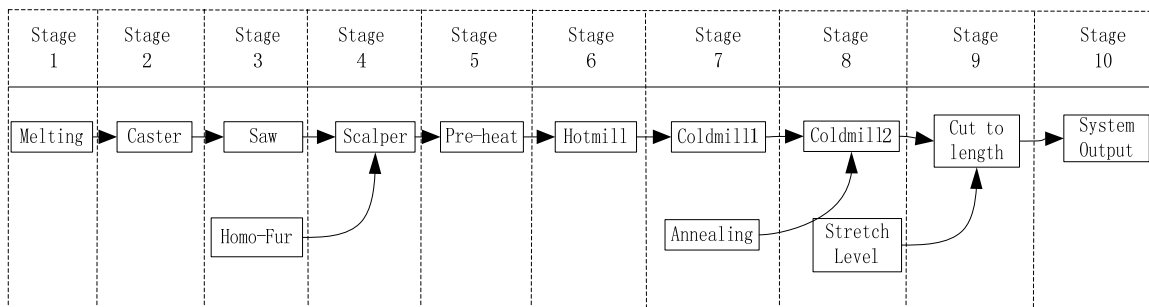 Stage Stage Stage Stage Stage Stage Stage Stage Stage Stage
1 2 3 4 5 6 7 8 9 10
Melting Caster Saw Scalper Pre-heat Hotmill Coldmill1 Coldmill2 Cut to length System Output
Homo-Fur Annealing Stretch Level